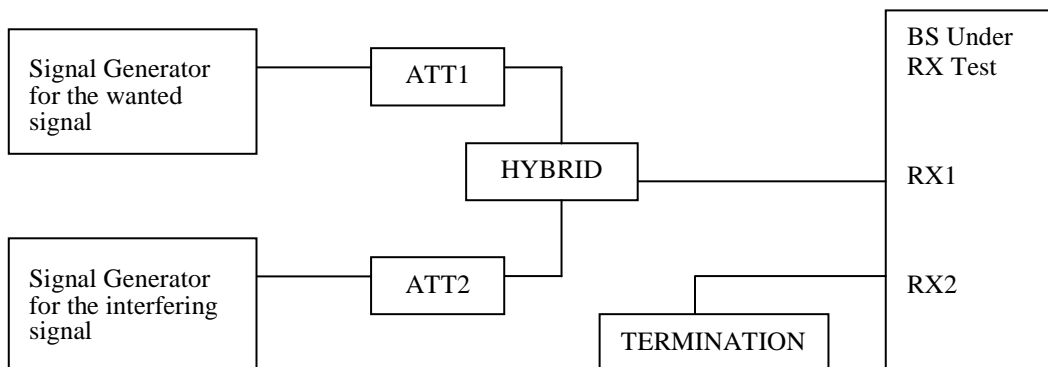 Signal Generator
for the wanted
signal
ATT1
BS Under
RX Test
HYBRID
RX1
Signal Generator
for the interfering
signal
ATT2
RX2
TERMINATION